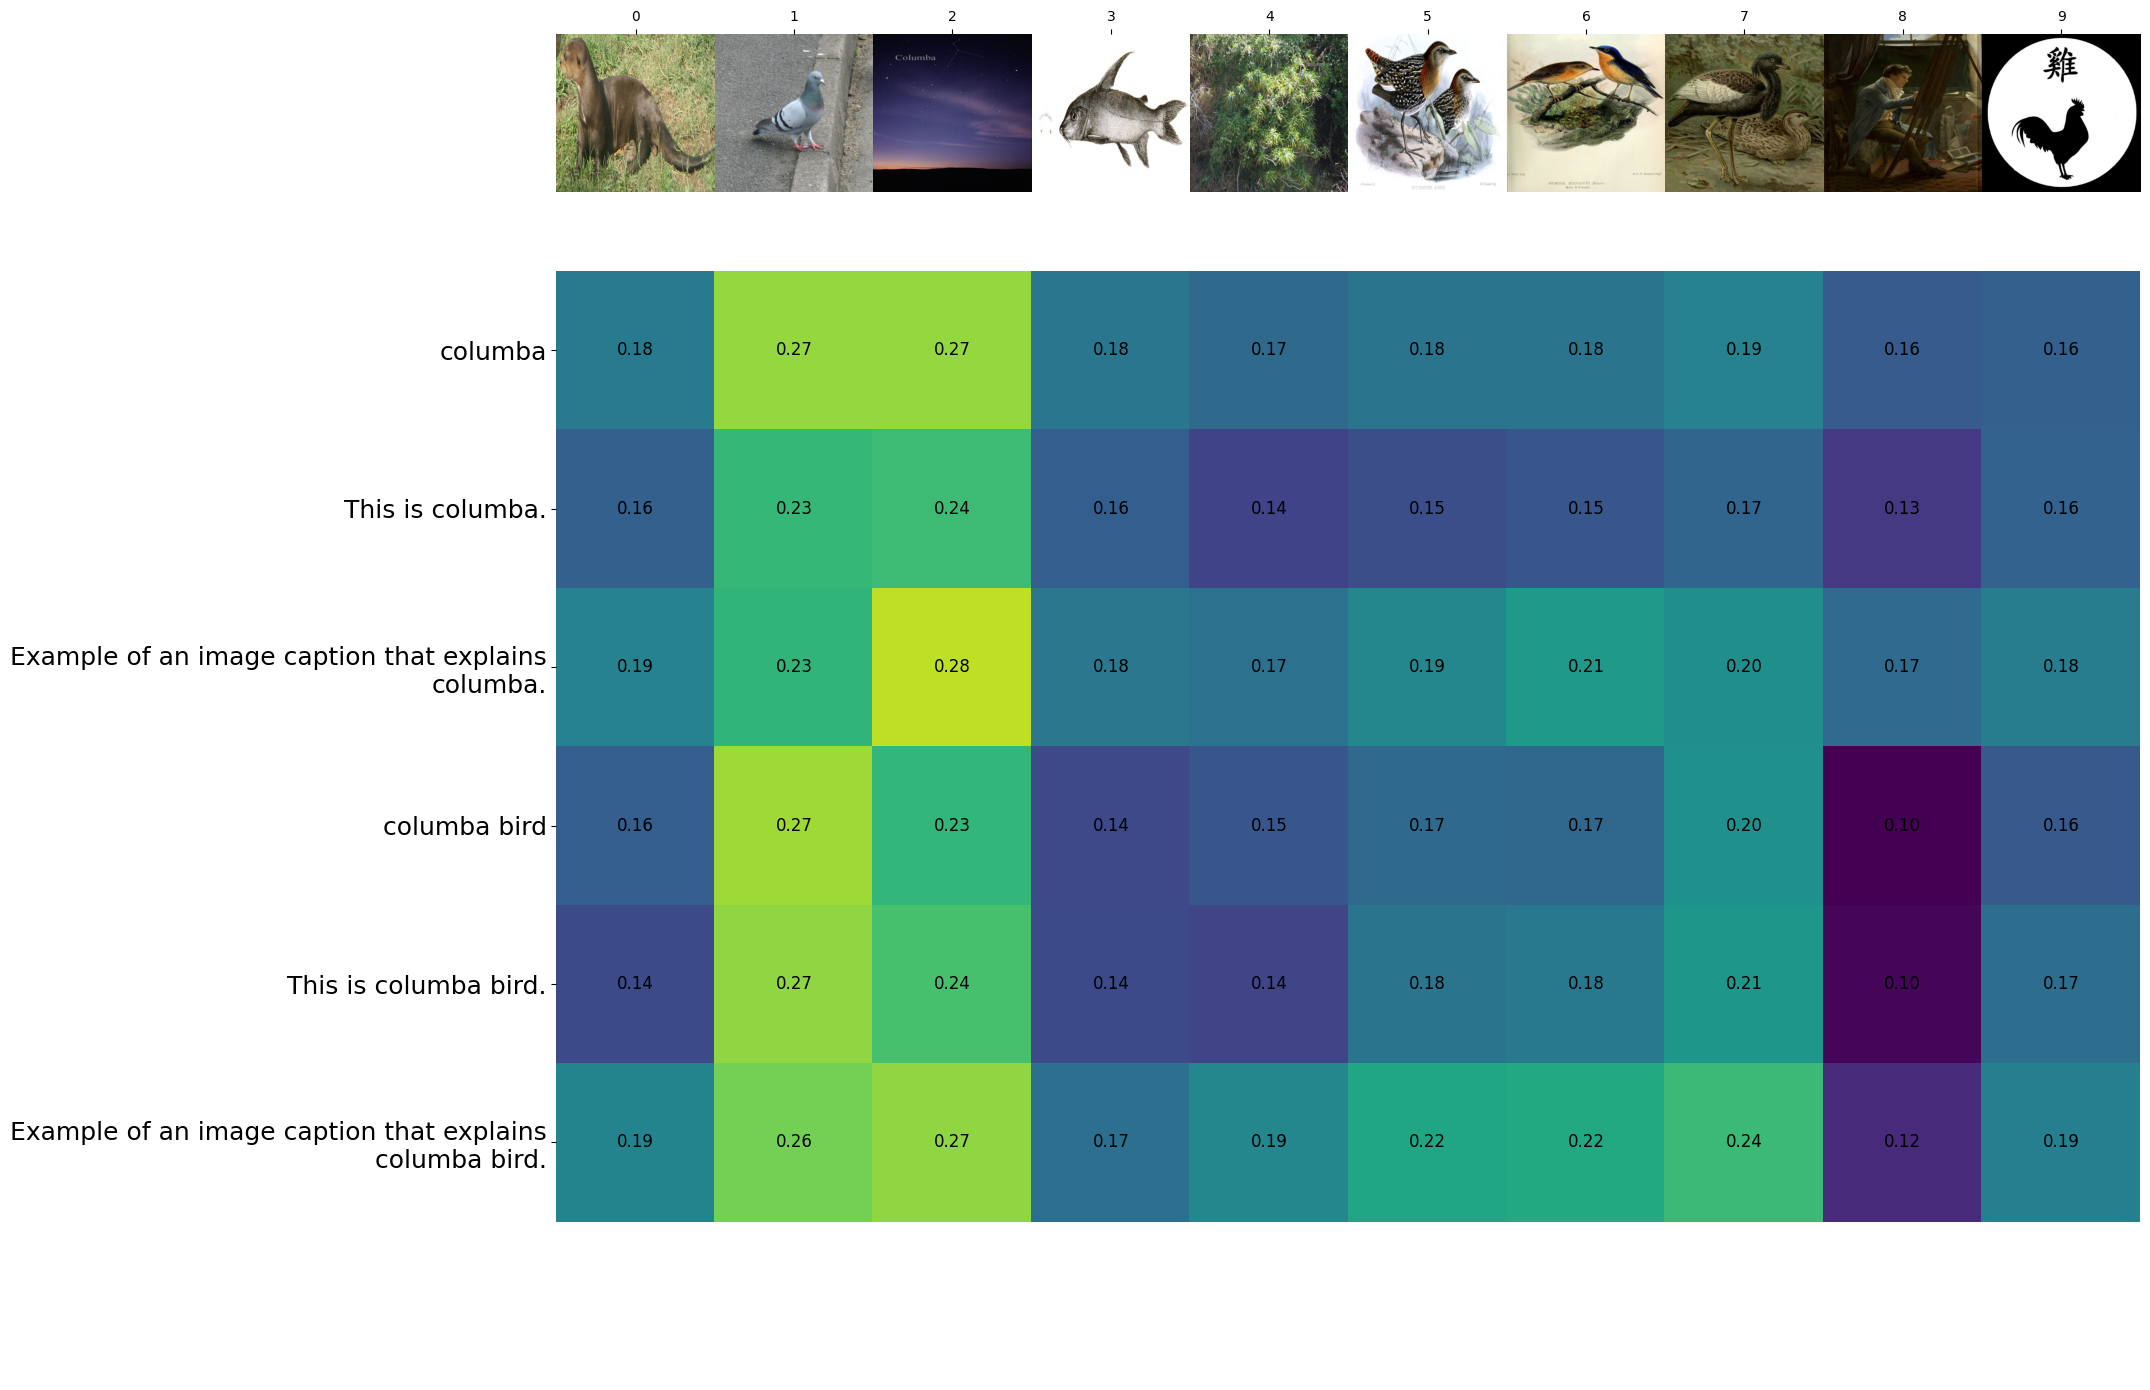 0 1 2 3 4 5 6 7 8 9
Columba
雞
columba 0.18 0.27 0.27 0.18 0.17 0.18 0.18 0.19 0.16 0.16
This is columba. 0.16 0.23 0.24 0.16 0.14 0.15 0.15 0.17 0.13 0.16
Example of an image caption that explains
columba. 0.19 0.23 0.28 0.18 0.17 0.19 0.21 0.20 0.17 0.18
columba bird 0.16 0.27 0.23 0.14 0.15 0.17 0.17 0.20 0.10 0.16
This is columba bird. 0.14 0.27 0.24 0.14 0.14 0.18 0.18 0.21 0.10 0.17
Example of an image caption that explains
columba bird. 0.19 0.26 0.27 0.17 0.19 0.22 0.22 0.24 0.12 0.19